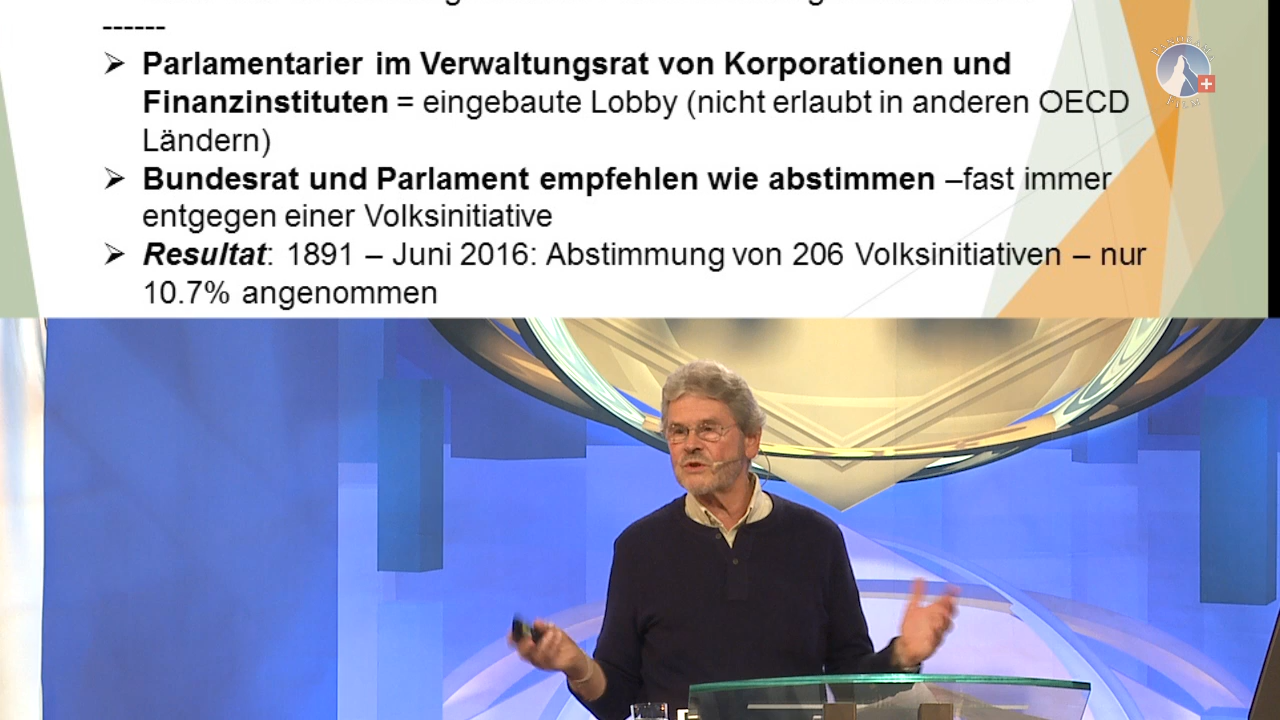 ------
➢ Parlamentarier im Verwaltungsrat von Korporationen und
Finanzinstituten = eingebaute Lobby (nicht erlaubt in anderen OECD
Ländern)
➢ Bundesrat und Parlament empfehlen wie abstimmen –fast immer
entgegen einer Volksinitiative
➢ Resultat: 1891 – Juni 2016: Abstimmung von 206 Volksinitiativen – nur
10.7% angenommen
PANORAMA
FILM